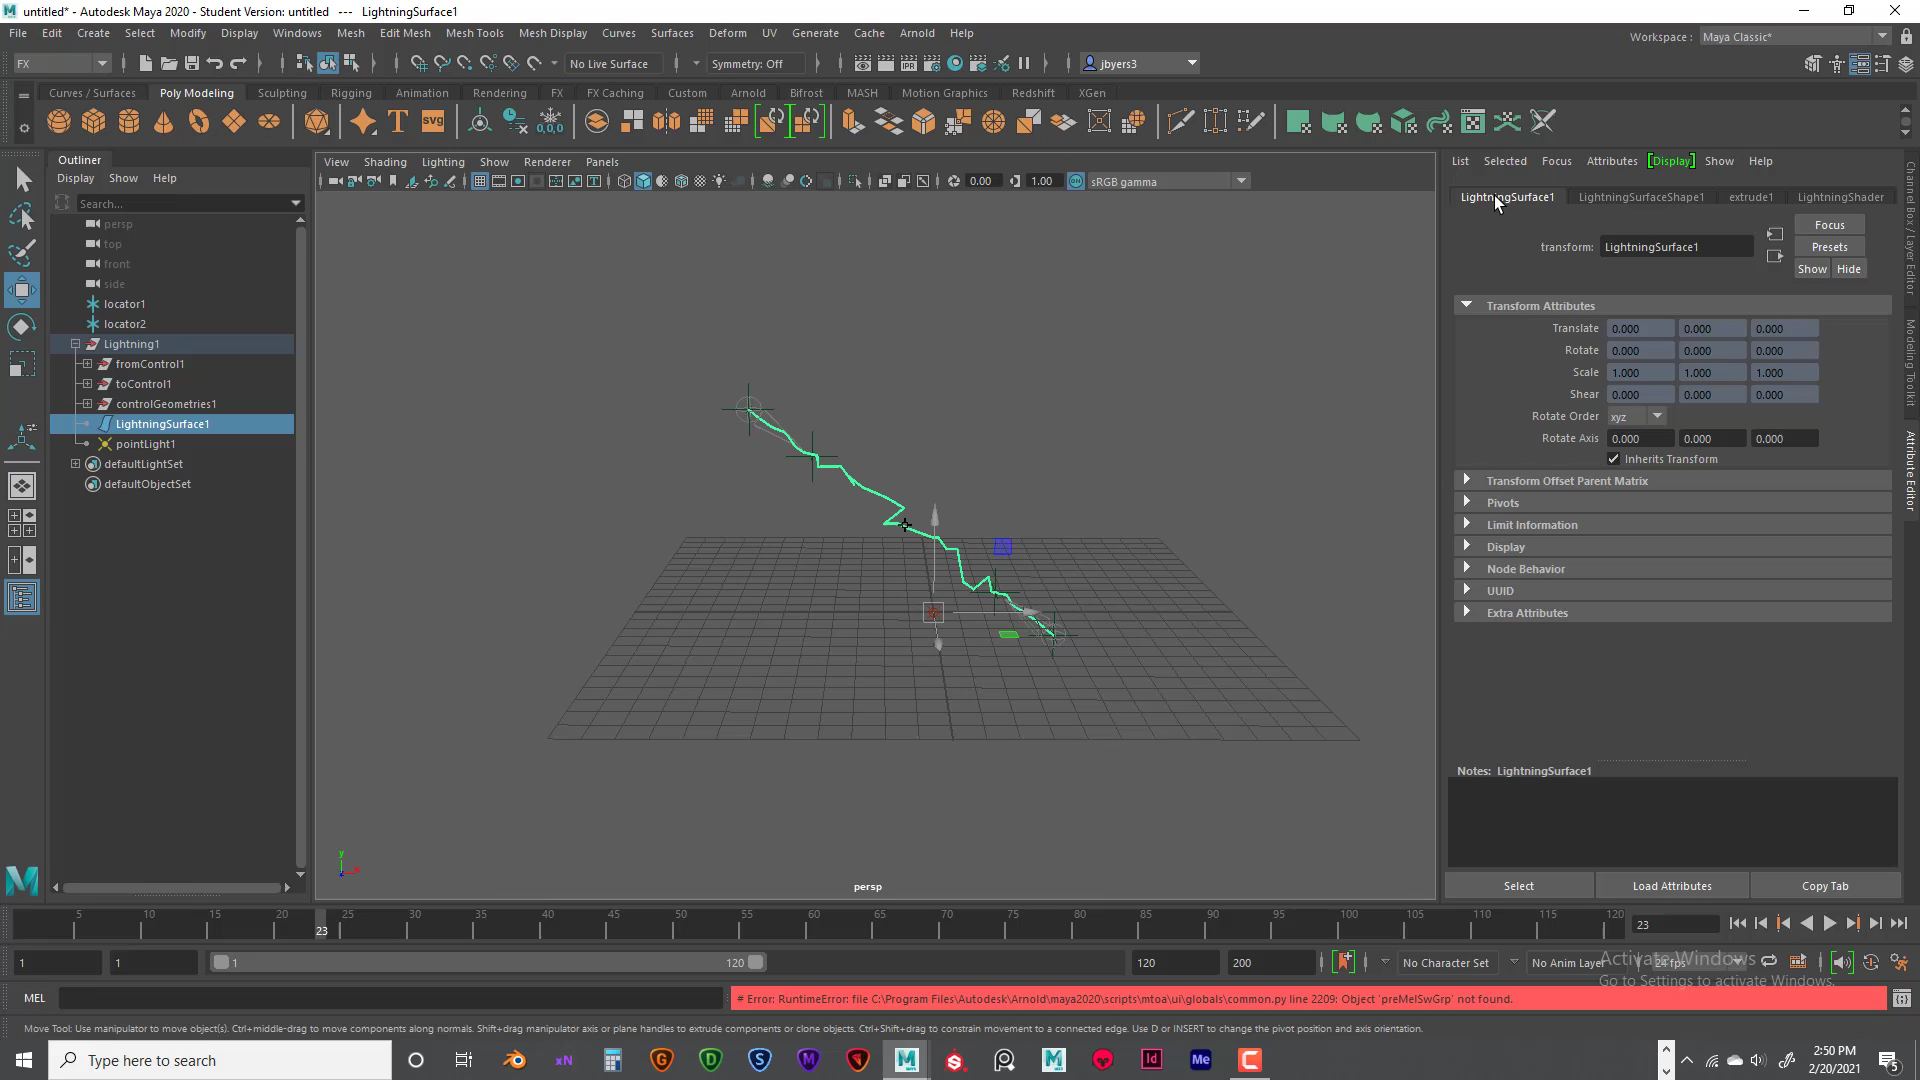 untitled* - Autodesk Maya 2020 - Student Version: untitled   ---   LightningSurface1
File Edit Create Select Modify Display Windows Mesh Edit Mesh Mesh Tools Mesh Display Curves Surfaces Deform UV Generate Cache Arnold Help
Workspace : Maya Classic*
FX No Live Surface Symmetry: Off jbyers3
Curves / Surfaces Poly Modeling Sculpting Rigging Animation Rendering FX FX Caching Custom Arnold Bifrost MASH Motion Graphics Redshift XGen
Outliner
Display Show Help
Search...
persp
top
front
side
locator1
locator2
Lightning1
fromControl1
toControl1
controlGeometries1
LightningSurface1
pointLight1
defaultLightSet
defaultObjectSet
View Shading Lighting Show Renderer Panels
0.00 1.00 sRGB gamma
persp
List Selected Focus Attributes [Display] Show Help
LightningSurface1 LightningSurfaceShape1 extrude1 LightningShader
transform: LightningSurface1
Focus
Presets
Show Hide
Transform Attributes
Translate 0.000 0.000 0.000
Rotate 0.000 0.000 0.000
Scale 1.000 1.000 1.000
Shear 0.000 0.000 0.000
Rotate Order xyz
Rotate Axis 0.000 0.000 0.000
Inherits Transform
Transform Offset Parent Matrix
Pivots
Limit Information
Display
Node Behavior
UUID
Extra Attributes
Notes: LightningSurface1
Select Load Attributes Copy Tab
Channel Box / Layer Editor
Modeling Toolkit
Attribute Editor
5 10 15 20 25 30 35 40 45 50 55 60 65 70 75 80 85 90 95 100 105 110 115 120
23
23
1 1 1 120 120 200 No Character Set No Anim Layer 24 fps
Activate Windows
Go to Settings to activate Windows.
MEL
# Error: RuntimeError: file C:\Program Files\Autodesk\Arnold\maya2020\scripts\mtoa\ui\globals\common.py line 2209: Object 'preMelSwGrp' not found.
Move Tool: Use manipulator to move object(s). Ctrl+middle-drag to move components along normals. Shift+drag manipulator axis or plane handles to extrude components or clone objects. Ctrl+Shift+drag to constrain movement to a connected edge. Use D or INSERT to change the pivot position and axis orientation.
Type here to search
2:50 PM
2/20/2021
5